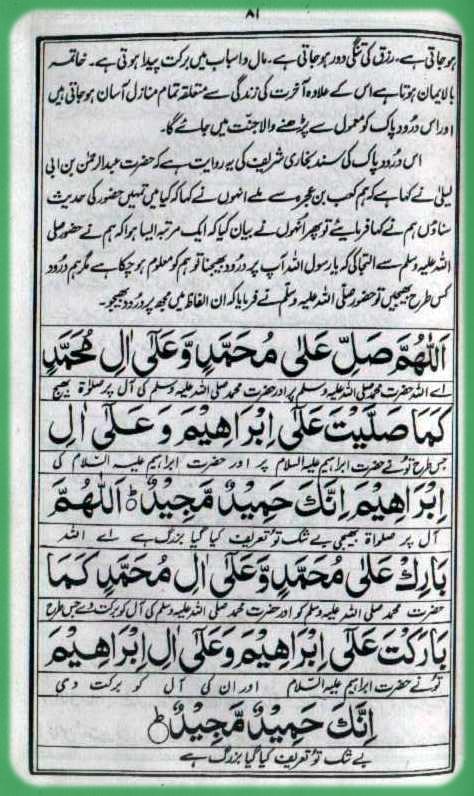 ۸۱
ہو جاتی ہے، رزق کی تنگی دور ہو جاتی ہے۔ مال و اسباب میں برکت پیدا ہوتی ہے۔ خاتمہ
بالایمان ہوتا ہے اس کے علاوہ آخرت کی زندگی سے متعلقہ تمام منازل آسان ہو جاتی ہیں
اور اس درود پاک کو معمول سے پڑھنے والا جنت میں جائے گا۔
اس درود پاک کی سند بخاری شریف کی یہ روایت ہے کہ حضرت عبدالرحمٰن بن ابی
لیلیٰ نے کہا ہے کہ ہم کعب بن عجرہ سے ملے انہوں نے کہا کہ کیا میں تمہیں حضور کی حدیث
سناؤں ہم نے کہا فرمائیے تو پھر انہوں نے بیان کیا کہ ایک مرتبہ ایسا ہوا کہ ہم نے حضور صلی
اللہ علیہ وسلم سے التجا کی کہ یا رسول اللہ آپ پر درود بھیجنا تو ہم کو معلوم ہو چکا ہے مگر ہم درود
کس طرح بھیجیں تو حضور صلی اللہ علیہ وسلم نے فرمایا کہ ان الفاظ میں مجھ پر درود بھیجو۔
اَللّٰهُمَّ صَلِّ عَلٰى مُحَمَّدٍ وَّعَلٰٓى اٰلِ مُحَمَّدٍ
اے اللہ حضرت محمد صلی اللہ علیہ وسلم پر اور حضرت محمد صلی اللہ علیہ وسلم کی آل پر صلوٰۃ بھیج
كَمَا صَلَّيْتَ عَلٰٓى اِبْرَاهِيْمَ وَعَلٰٓى اٰلِ
جس طرح تو نے حضرت ابراہیم علیہ السلام پر اور حضرت ابراہیم علیہ السلام کی
اِبْرَاهِيْمَ اِنَّكَ حَمِيْدٌ مَّجِيْدٌ ؕ اَللّٰهُمَّ
آل پر صلوٰۃ بھیجی بے شک تو تعریف کیا گیا بزرگ ہے اے اللہ
بَارِكْ عَلٰى مُحَمَّدٍ وَّعَلٰٓى اٰلِ مُحَمَّدٍ كَمَا
حضرت محمد صلی اللہ علیہ وسلم کو اور حضرت محمد صلی اللہ علیہ وسلم کی آل کو برکت دے جس طرح
بَارَكْتَ عَلٰٓى اِبْرَاهِيْمَ وَعَلٰٓى اٰلِ اِبْرَاهِيْمَ
تو نے حضرت ابراہیم علیہ السلام اور ان کی آل کو برکت دی
اِنَّكَ حَمِيْدٌ مَّجِيْدٌ ؕ
بے شک تو تعریف کیا گیا بزرگ ہے